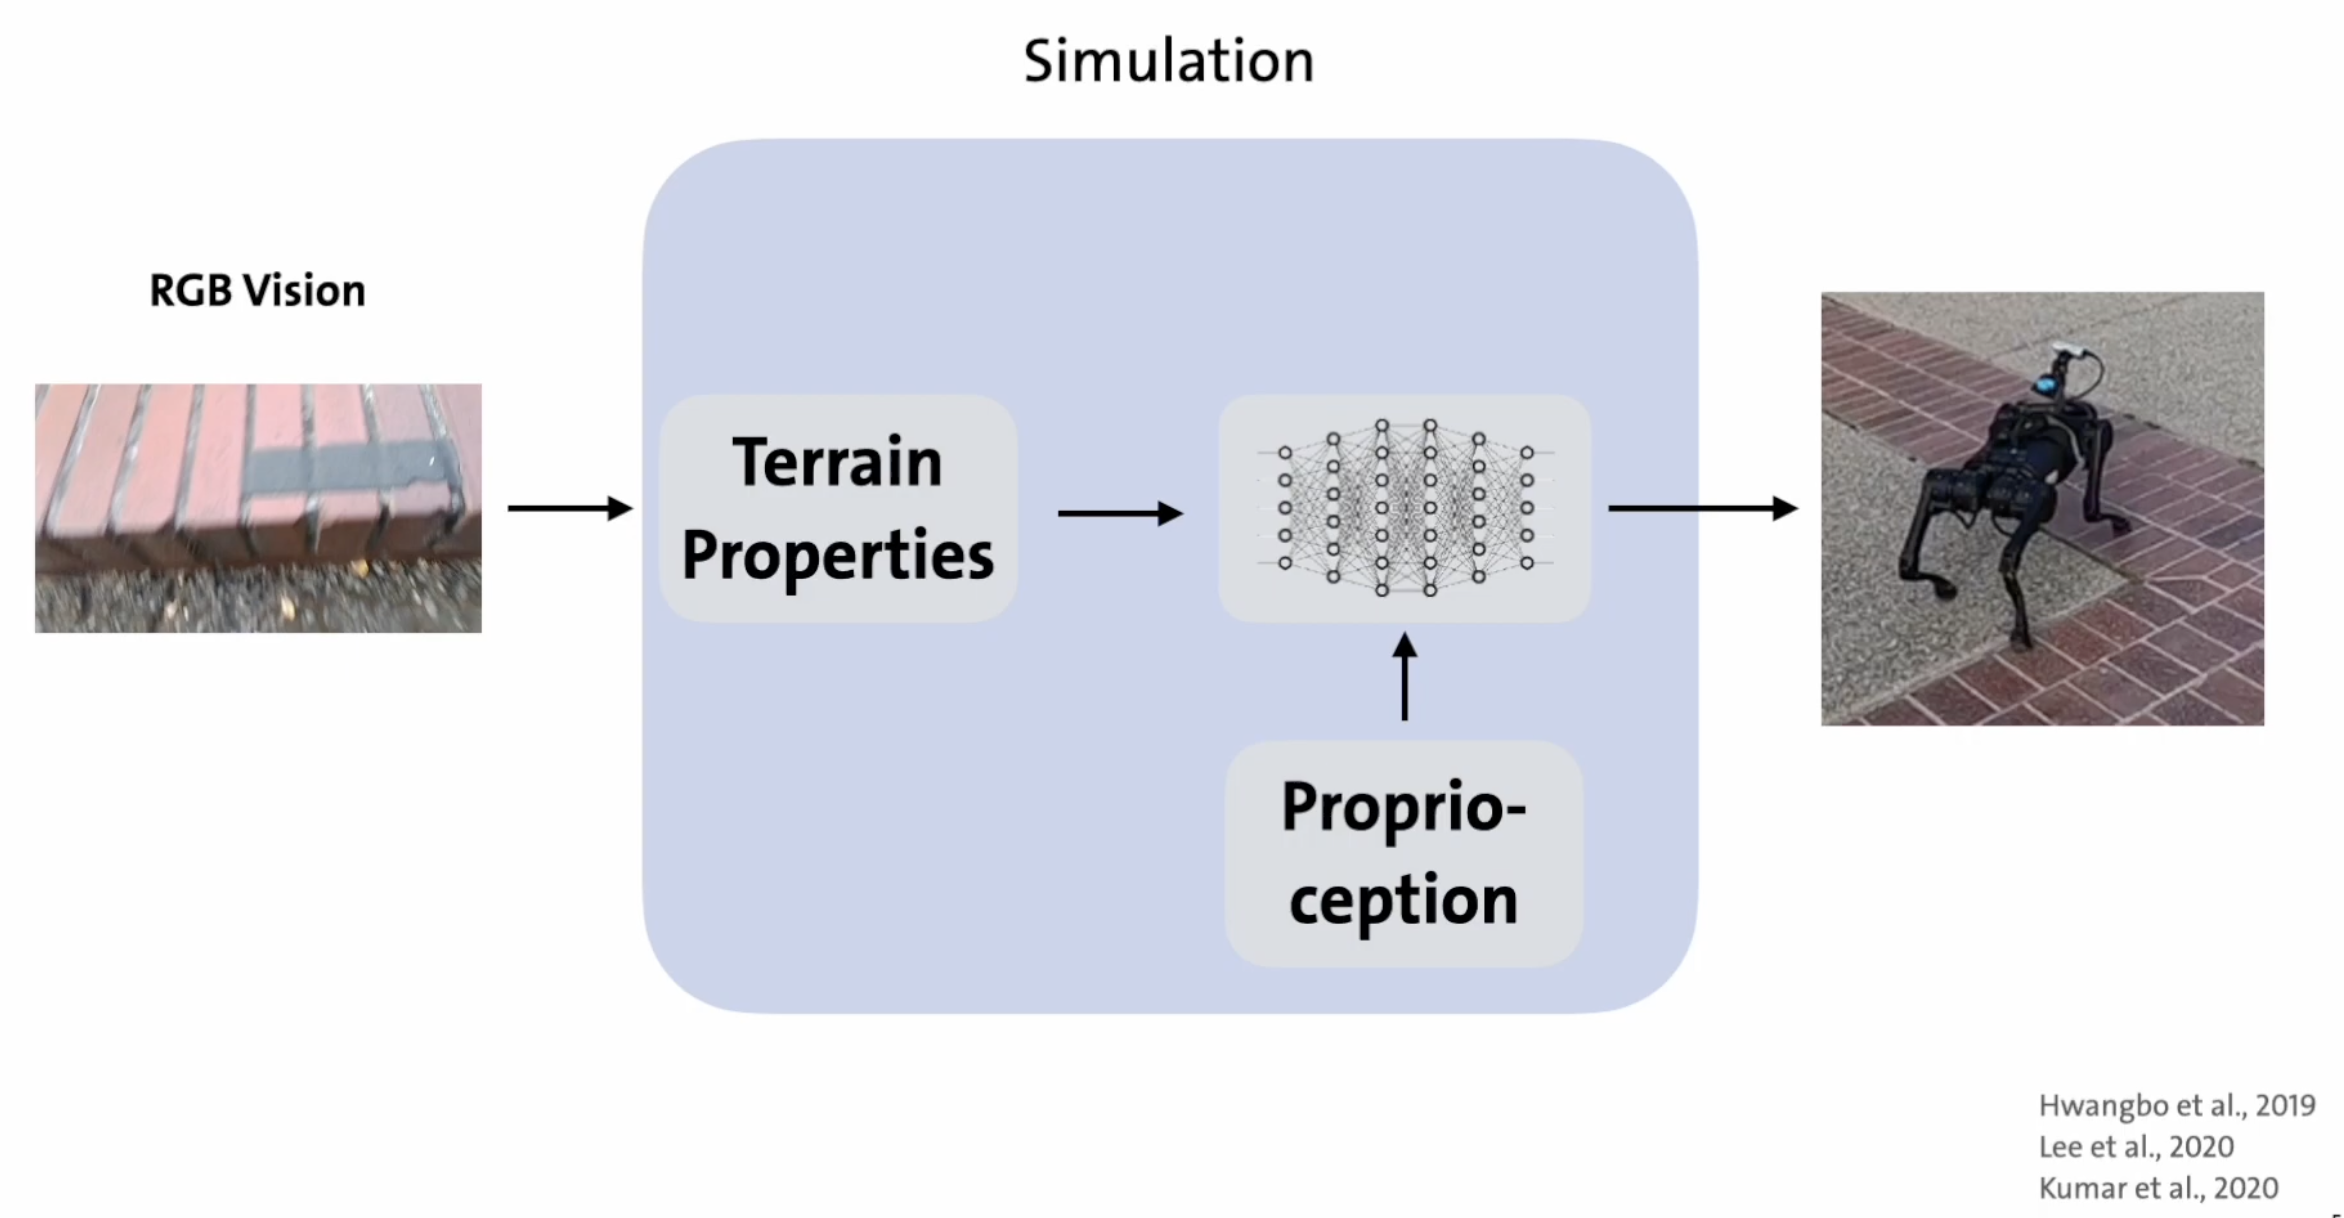 Simulation
RGB Vision
Terrain
Properties
Proprio-
ception
Hwangbo et al., 2019
Lee et al., 2020
Kumar et al., 2020